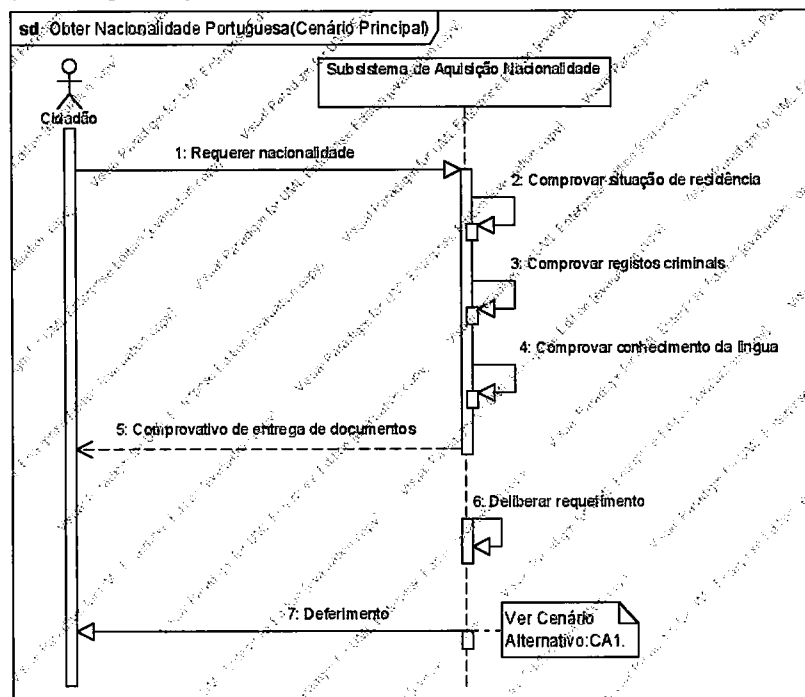 sd Obter Nacionalidade Portuguesa(Cenário Principal)
Cidadão
Subsistema de Aquisição Nacionalidade
1: Requerer nacionalidade
2: Comprovar situação de residência
3: Comprovar registos criminais
4: Comprovar conhecimento da língua
5: Comprovativo de entrega de documentos
6: Deliberar requerimento
7: Deferimento
Ver Cenário
Alternativo:CA1.